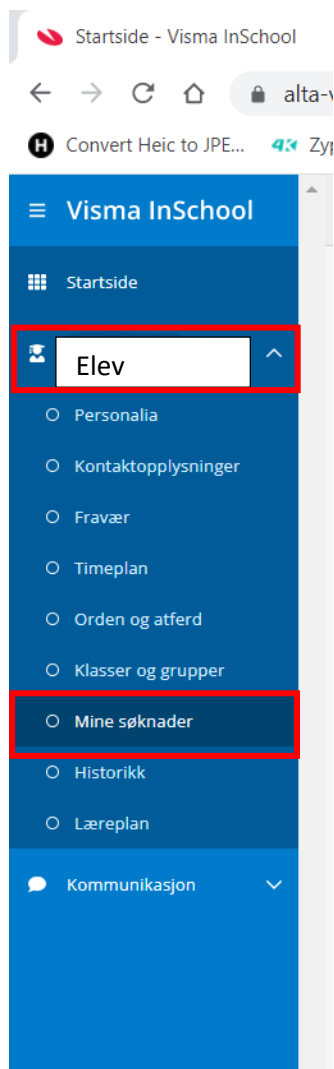 Startside - Visma InSchool
alta-v
H Convert Heic to JPE... Zyp
Visma InSchool
Startside
Elev
Personalia
Kontaktopplysninger
Fravær
Timeplan
Orden og atferd
Klasser og grupper
Mine søknader
Historikk
Læreplan
Kommunikasjon